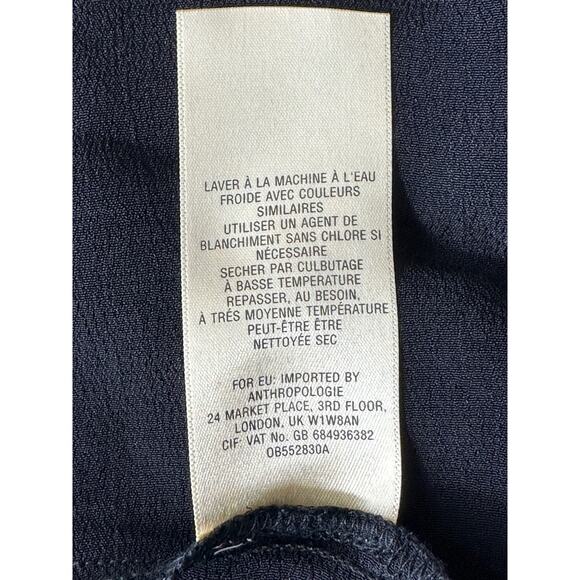 LAVER À LA MACHINE À L'EAU
FROIDE AVEC COULEURS
SIMILAIRES
UTILISER UN AGENT DE
BLANCHIMENT SANS CHLORE SI
NÉCESSAIRE
SECHER PAR CULBUTAGE
À BASSE TEMPERATURE
REPASSER, AU BESOIN,
À TRÉS MOYENNE TEMPÉRATURE
PEUT-ÊTRE ÊTRE
NETTOYÉE SEC
FOR EU: IMPORTED BY
ANTHROPOLOGIE
24 MARKET PLACE, 3RD FLOOR,
LONDON, UK W1W8AN
CIF: VAT No. GB 684936382
OB552830A